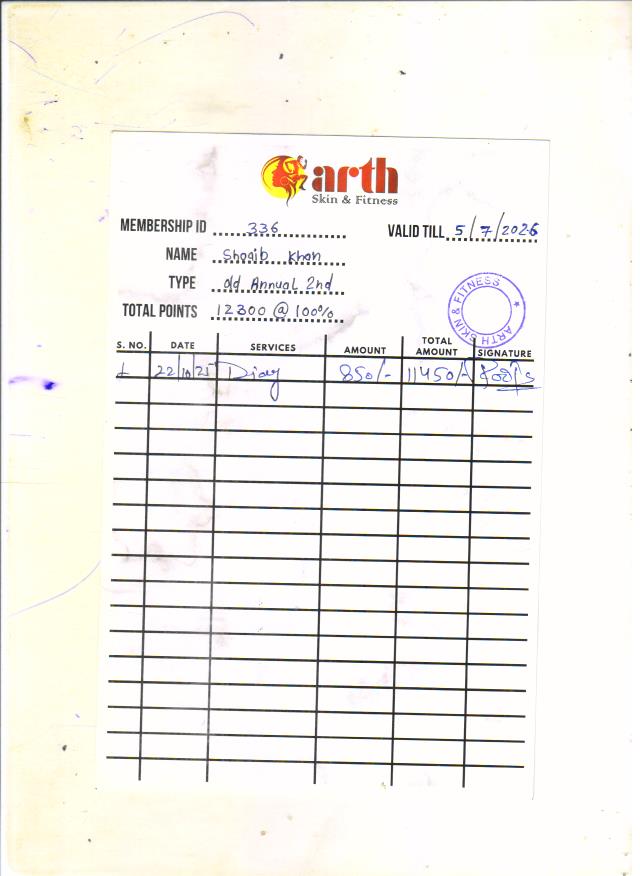 arth
Skin & Fitness
MEMBERSHIP ID 336
VALID TILL 5/7/2026
NAME Shoaib Khan
TYPE old Annual 2nd
TOTAL POINTS 12300 @ 100%
ARTH SKIN & FITNESS
S. NO. DATE SERVICES AMOUNT TOTAL AMOUNT SIGNATURE
1 22/10/25 850/- 11450/-